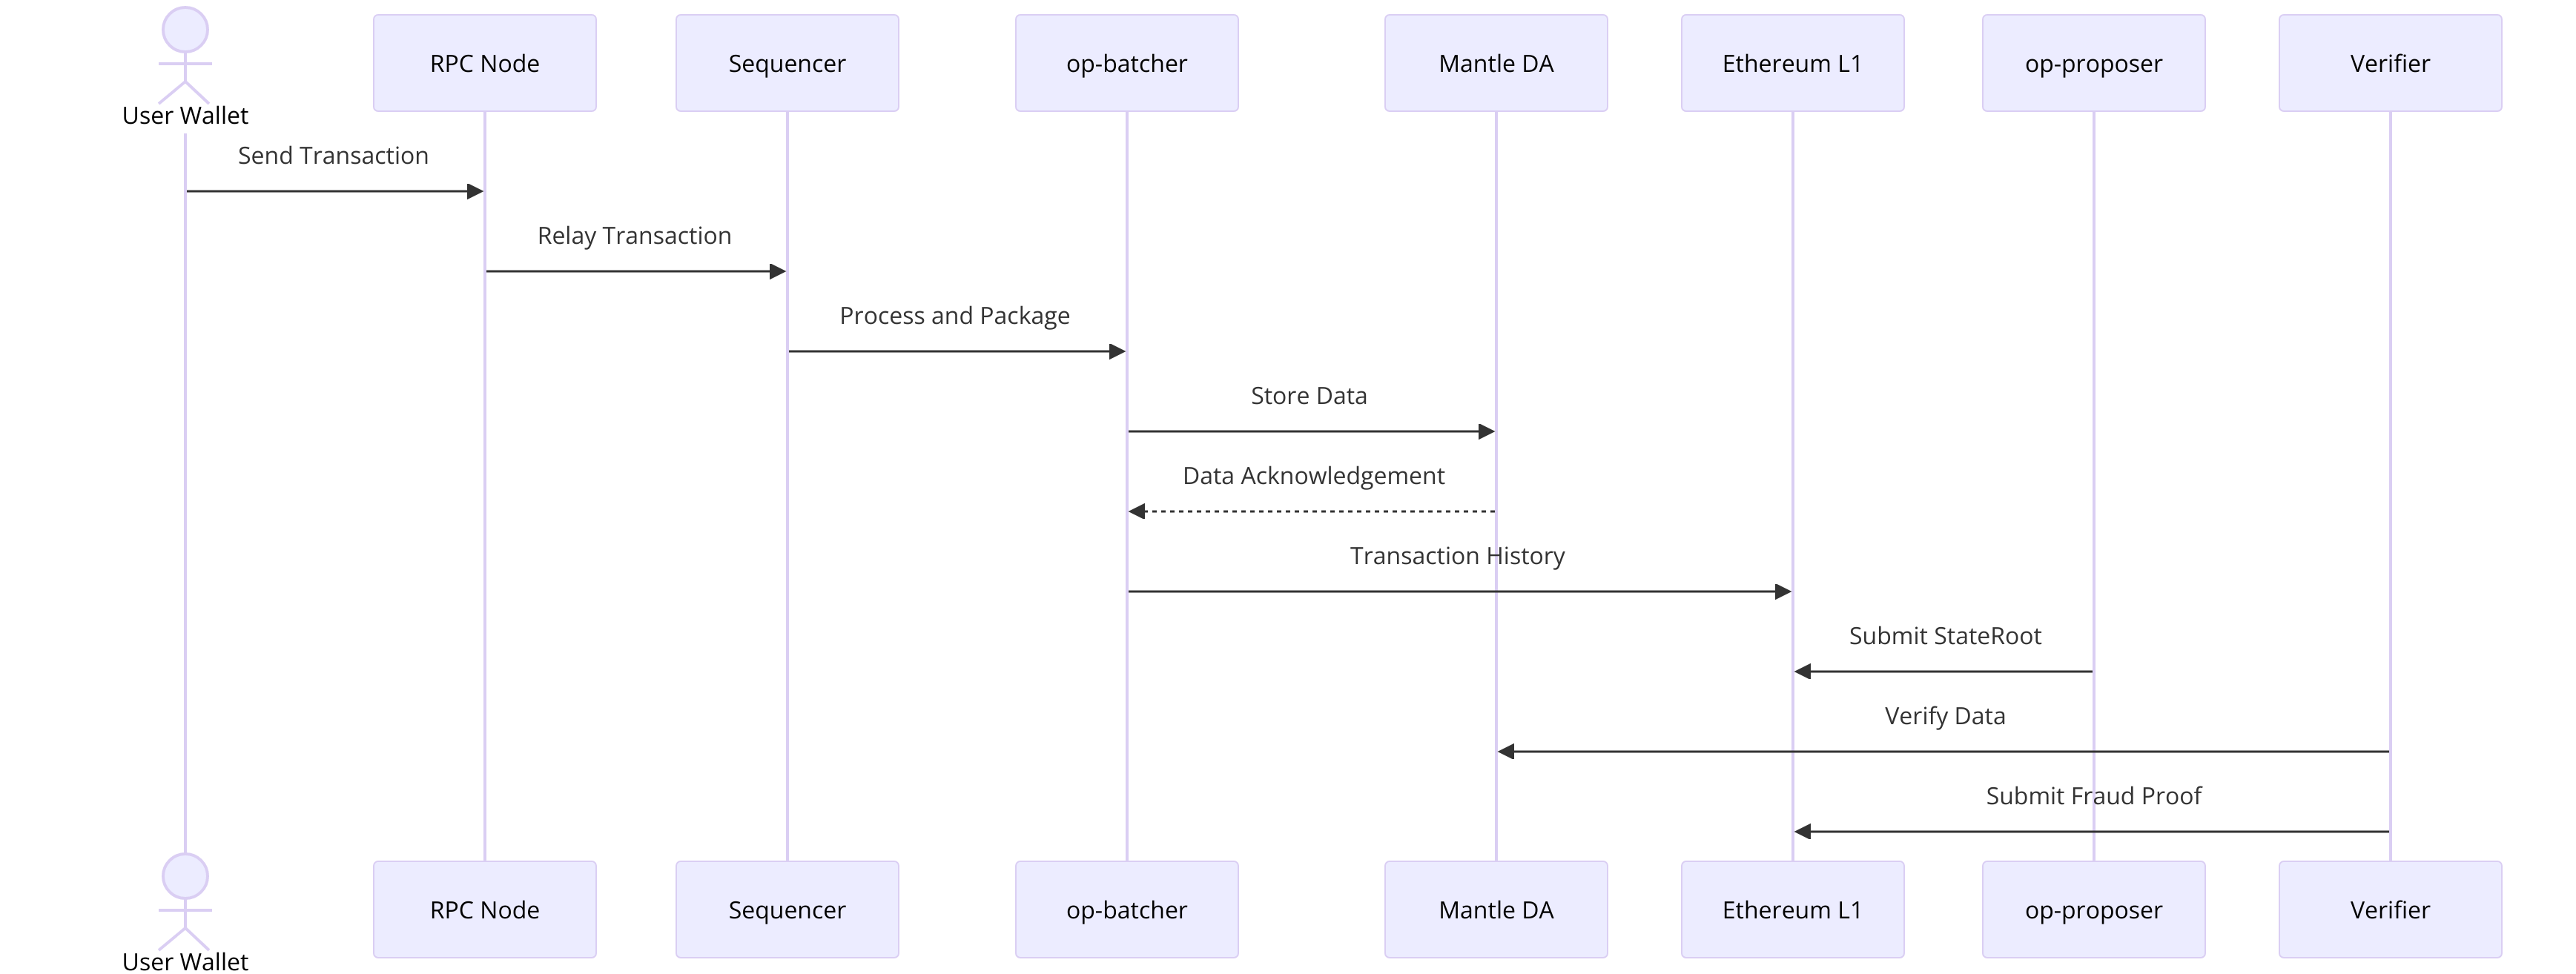 User Wallet
RPC Node
Sequencer
op-batcher
Mantle DA
Ethereum L1
op-proposer
Verifier
Send Transaction
Relay Transaction
Process and Package
Store Data
Data Acknowledgement
Transaction History
Submit StateRoot
Verify Data
Submit Fraud Proof
User Wallet
RPC Node
Sequencer
op-batcher
Mantle DA
Ethereum L1
op-proposer
Verifier